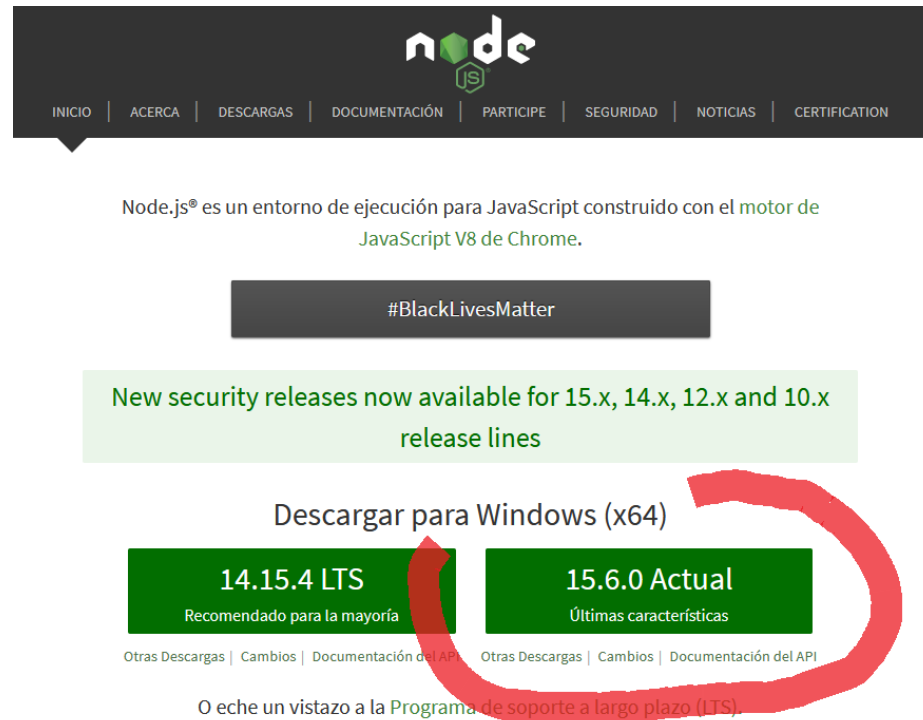 node
JS
INICIO | ACERCA | DESCARGAS | DOCUMENTACIÓN | PARTICIPE | SEGURIDAD | NOTICIAS | CERTIFICATION
Node.js® es un entorno de ejecución para JavaScript construido con el motor de
JavaScript V8 de Chrome.
#BlackLivesMatter
New security releases now available for 15.x, 14.x, 12.x and 10.x
release lines
Descargar para Windows (x64)
14.15.4 LTS
Recomendado para la mayoría
15.6.0 Actual
Últimas características
Otras Descargas | Cambios | Documentación del API
Otras Descargas | Cambios | Documentación del API
O eche un vistazo a la Programa de soporte a largo plazo (LTS).